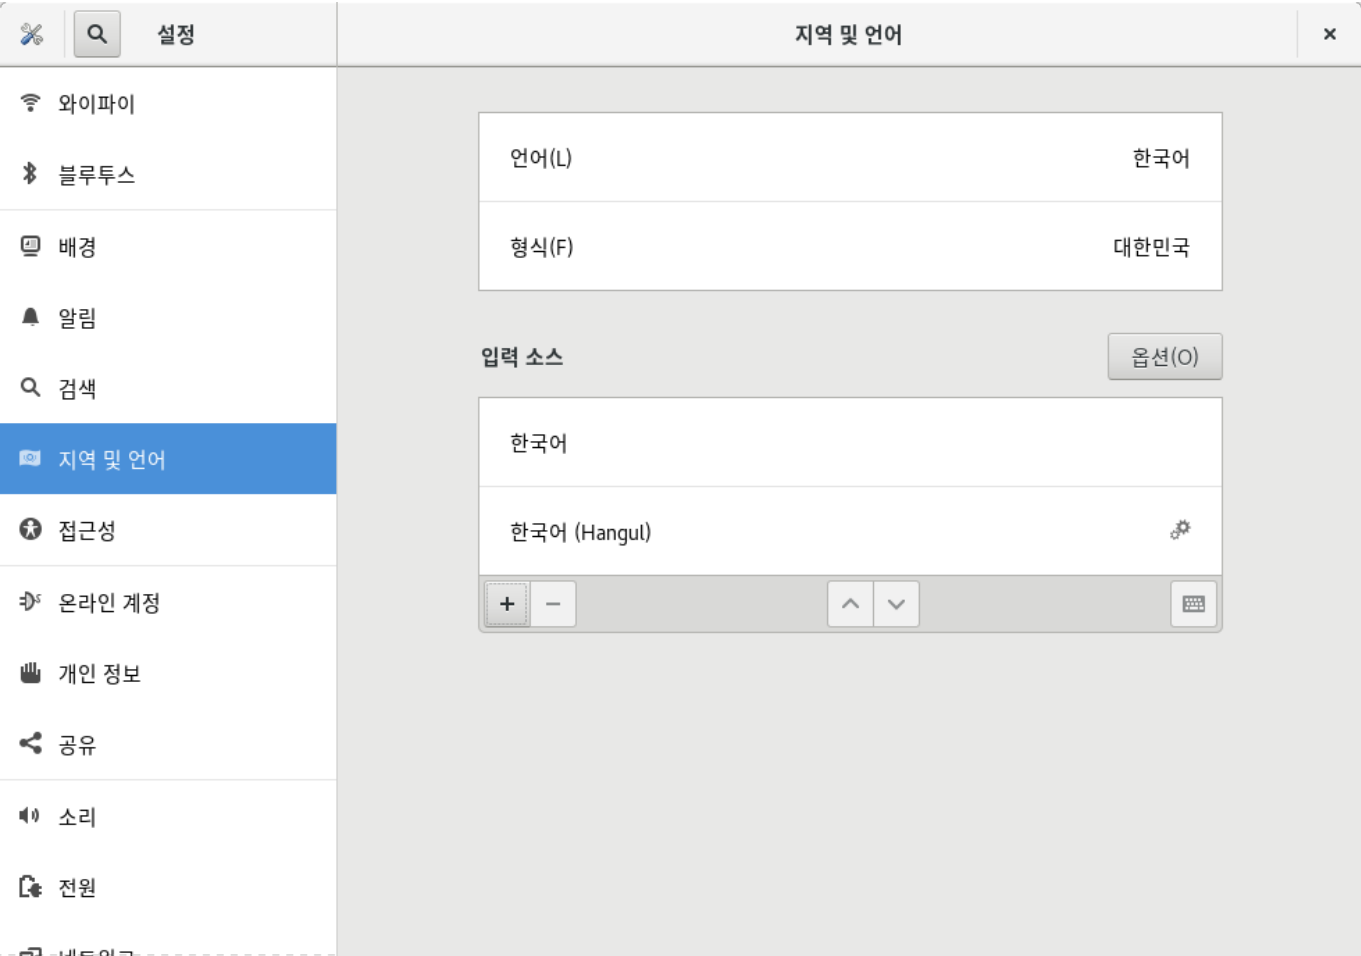 설정
지역 및 언어
와이파이
블루투스
배경
알림
검색
지역 및 언어
접근성
온라인 계정
개인 정보
공유
소리
전원
언어(L)
한국어
형식(F)
대한민국
입력 소스
옵션(O)
한국어
한국어 (Hangul)